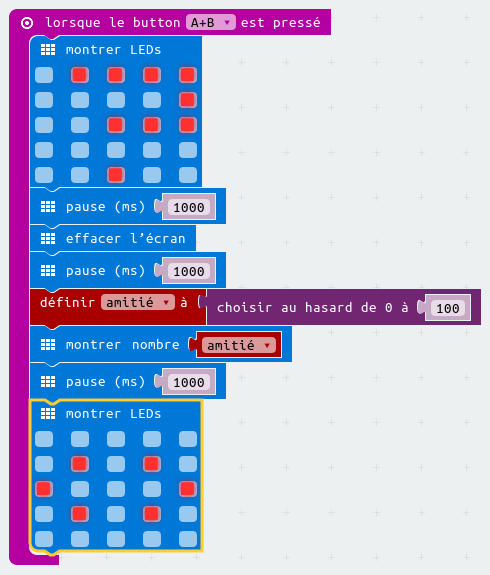 lorsque le button A+B est pressé
montrer LEDs
pause (ms) 1000
effacer l’écran
pause (ms) 1000
définir amitié à choisir au hasard de 0 à 100
montrer nombre amitié
pause (ms) 1000
montrer LEDs